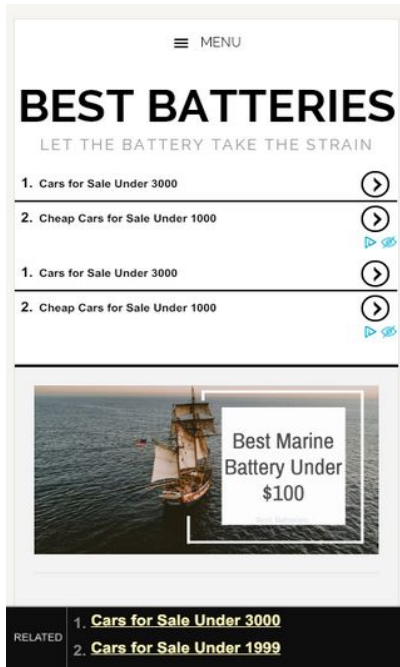 MENU
BEST BATTERIES
LET THE BATTERY TAKE THE STRAIN
1. Cars for Sale Under 3000
2. Cheap Cars for Sale Under 1000
1. Cars for Sale Under 3000
2. Cheap Cars for Sale Under 1000
Best Marine
Battery Under
$100
RELATED
1. Cars for Sale Under 3000
2. Cars for Sale Under 1999